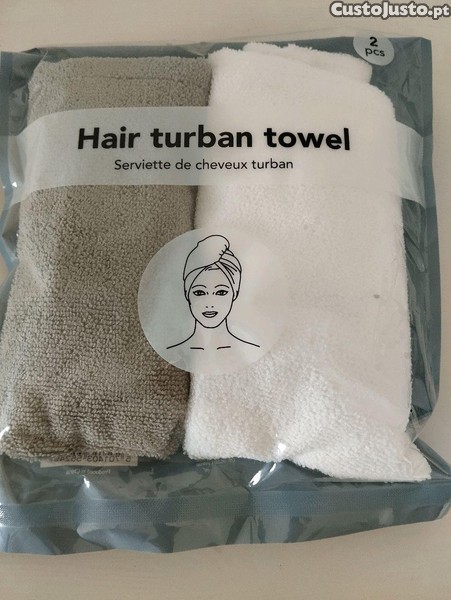 CustoJusto.pt
2
pcs
Hair turban towel
Serviette de cheveux turban